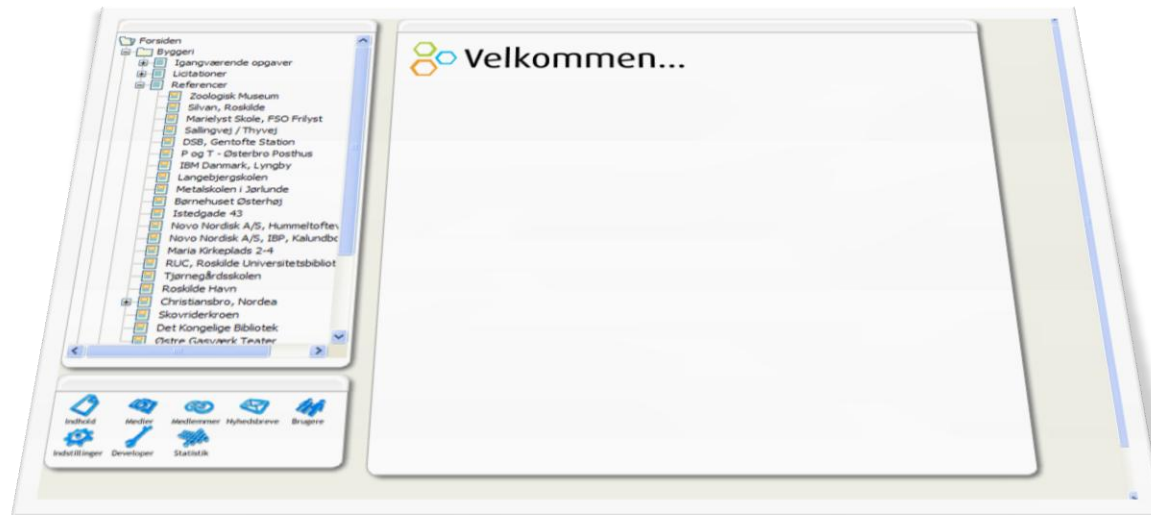 Forsiden
Byggeri
Igangværende opgaver
Licitationer
Referencer
Zoologisk Museum
Silvan, Roskilde
Marielyst Skole, FSO Frilyst
Sallingvej / Thyvej
DSB, Gentofte Station
P og T - Østerbro Posthus
IBM Danmark, Lyngby
Langebjergskolen
Metalskolen i Jørlunde
Børnehuset Østerhøj
Istedgade 43
Novo Nordisk A/S, Hummeltoftev
Novo Nordisk A/S, IBP, Kalundbo
Maria Kirkeplads 2-4
RUC, Roskilde Universitetsbibliot
Tjørnegårdsskolen
Roskilde Havn
Christiansbro, Nordea
Skovriderkroen
Det Kongelige Bibliotek
Østre Gasværk Teater
Velkommen...
Indhold Medier Medlemmer Nyhedsbreve Brugere
Indstillinger Developer Statistik